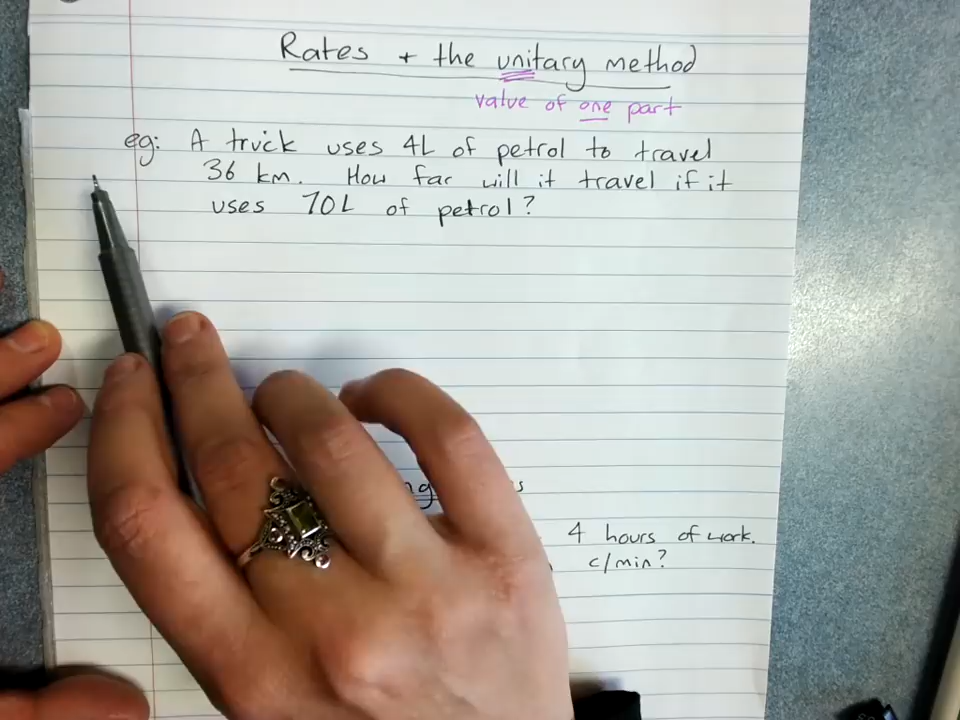 Rates + the unitary method
value of one part
eg: A truck uses 4L of petrol to travel
36 km. How far will it travel if it
uses 70L of petrol?
4 hours of work.
c/min?